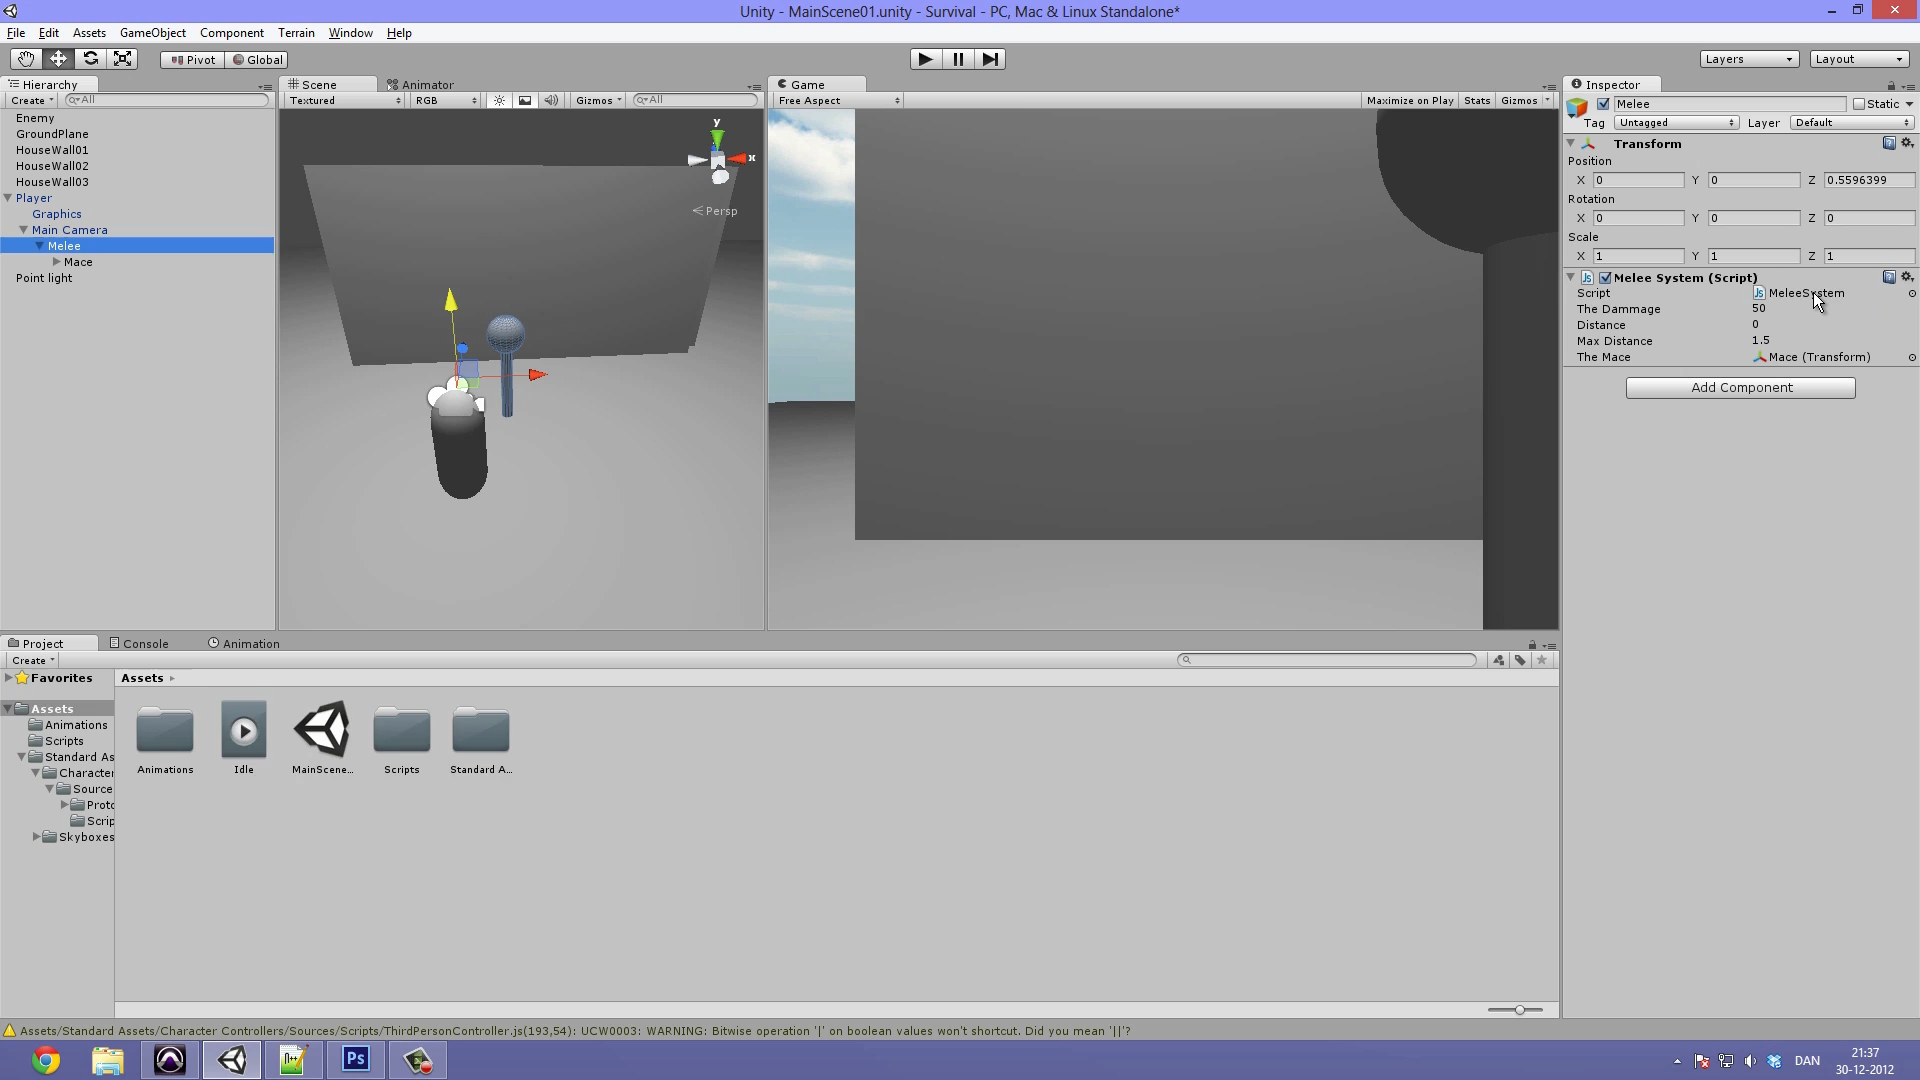 Unity - MainScene01.unity - Survival - PC, Mac & Linux Standalone*
File Edit Assets GameObject Component Terrain Window Help
Pivot Global Layers Layout
Hierarchy
Create All
Enemy
GroundPlane
HouseWall01
HouseWall02
HouseWall03
Player
Graphics
Main Camera
Melee
Mace
Point light
Scene Animator
Textured RGB Gizmos All
y
x
Persp
Game
Free Aspect Maximize on Play Stats Gizmos
Inspector
Melee Static
Tag Untagged Layer Default
Transform
Position
X 0 Y 0 Z 0.5596399
Rotation
X 0 Y 0 Z 0
Scale
X 1 Y 1 Z 1
Melee System (Script)
Script MeleeSystem
The Dammage 50
Distance 0
Max Distance 1.5
The Mace Mace (Transform)
Add Component
Project Console Animation
Create
Favorites
Assets
Animations
Scripts
Standard As
Character
Source
Proto
Scrip
Skyboxes
Assets
Animations Idle MainScene... Scripts Standard A...
Assets/Standard Assets/Character Controllers/Sources/Scripts/ThirdPersonController.js(193,54): UCW0003: WARNING: Bitwise operation '|' on boolean values won't shortcut. Did you mean '||'?
Ps
DAN
21:37
30-12-2012